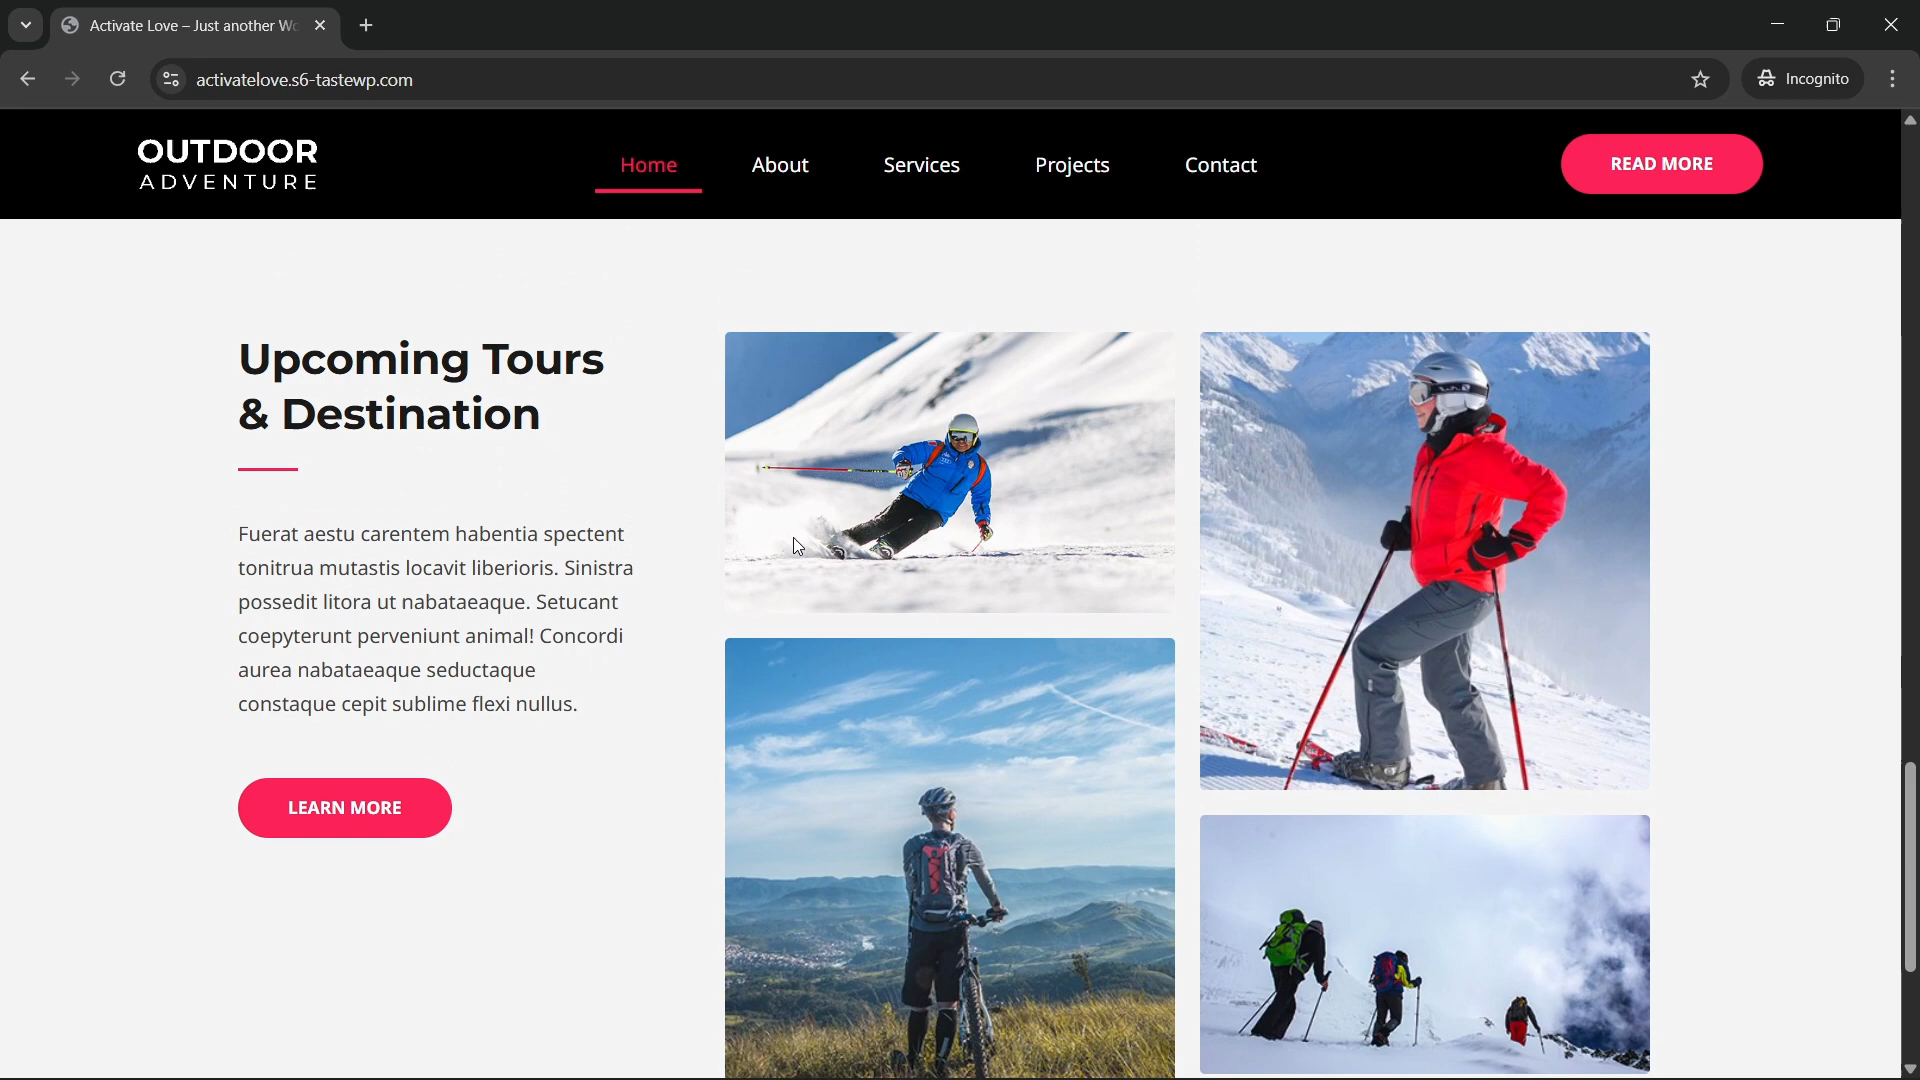 Activate Love – Just another Wo
activatelove.s6-tastewp.com
Incognito
OUTDOOR
ADVENTURE
Home
About
Services
Projects
Contact
READ MORE
Upcoming Tours
& Destination
Fuerat aestu carentem habentia spectent
tonitrua mutastis locavit liberioris. Sinistra
possedit litora ut nabataeaque. Setucant
coepyterunt perveniunt animal! Concordi
aurea nabataeaque seductaque
constaque cepit sublime flexi nullus.
LEARN MORE